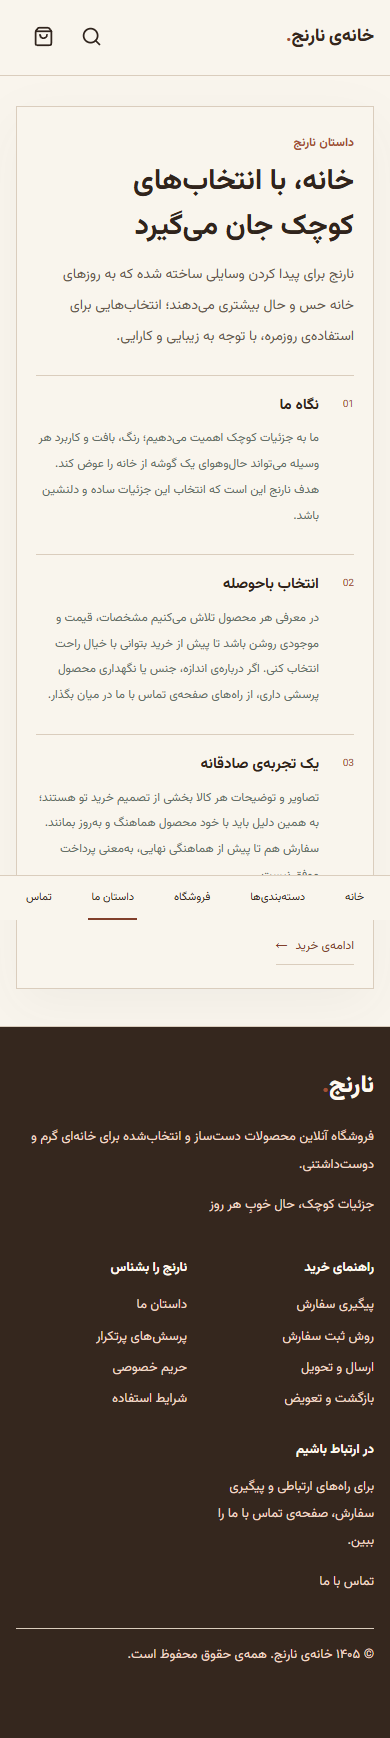 خانه‌ی نارنج.
داستان نارنج
خانه، با انتخاب‌های
کوچک جان می‌گیرد
نارنج برای پیدا کردن وسایلی ساخته شده که به روزهای
خانه حس و حال بیشتری می‌دهند؛ انتخاب‌هایی برای
استفاده‌ی روزمره، با توجه به زیبایی و کارایی.
01
نگاه ما
ما به جزئیات کوچک اهمیت می‌دهیم؛ رنگ، بافت و کاربرد هر
وسیله می‌تواند حال‌وهوای یک گوشه از خانه را عوض کند.
هدف نارنج این است که انتخاب این جزئیات ساده و دلنشین
باشد.
02
انتخاب باحوصله
در معرفی هر محصول تلاش می‌کنیم مشخصات، قیمت و
موجودی روشن باشد تا پیش از خرید بتوانی با خیال راحت
انتخاب کنی. اگر درباره‌ی اندازه، جنس یا نگهداری محصول
پرسشی داری، از راه‌های صفحه‌ی تماس با ما در میان بگذار.
03
یک تجربه‌ی صادقانه
تصاویر و توضیحات هر کالا بخشی از تصمیم خرید تو هستند؛
به همین دلیل باید با خود محصول هماهنگ و به‌روز بمانند.
سفارش هم تا پیش از هماهنگی نهایی، به‌معنی پرداخت
خانه
دسته‌بندی‌ها
فروشگاه
داستان ما
تماس
ادامه‌ی خرید ←
نارنج.
فروشگاه آنلاین محصولات دست‌ساز و انتخاب‌شده برای خانه‌ای گرم و
دوست‌داشتنی.
جزئیات کوچک، حال خوبِ هر روز
راهنمای خرید
پیگیری سفارش
روش ثبت سفارش
ارسال و تحویل
بازگشت و تعویض
نارنج را بشناس
داستان ما
پرسش‌های پرتکرار
حریم خصوصی
شرایط استفاده
در ارتباط باشیم
برای راه‌های ارتباطی و پیگیری
سفارش، صفحه‌ی تماس با ما را
ببین.
تماس با ما
© ۱۴۰۵ خانه‌ی نارنج. همه‌ی حقوق محفوظ است.